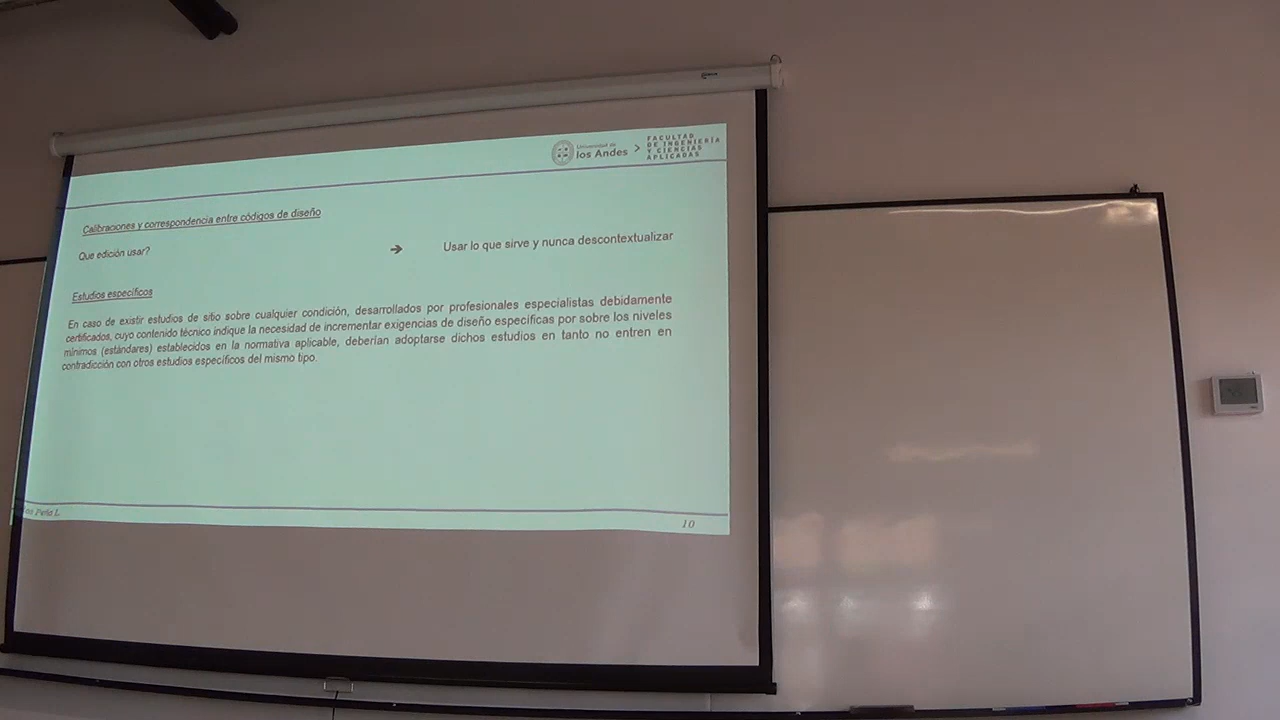 Universidad de
los Andes >
FACULTAD
DE INGENIERÍA
Y CIENCIAS
APLICADAS
Calibraciones y correspondencia entre códigos de diseño
Que edición usar? ➔ Usar lo que sirve y nunca descontextualizar
Estudios específicos
En caso de existir estudios de sitio sobre cualquier condición, desarrollados por profesionales especialistas debidamente
certificados, cuyo contenido técnico indique la necesidad de incrementar exigencias de diseño específicas por sobre los niveles
mínimos (estándares) establecidos en la normativa aplicable, deberían adoptarse dichos estudios en tanto no entren en
contradicción con otros estudios específicos del mismo tipo.
Peña L.
10